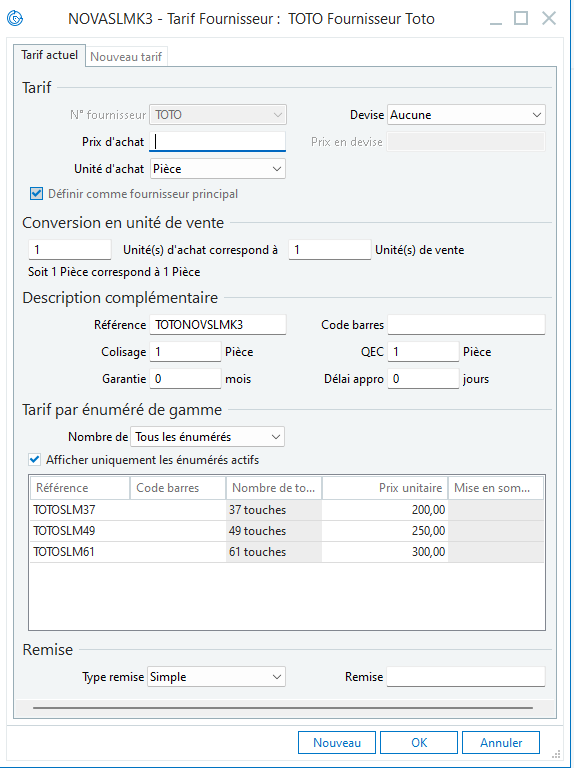 NOVASLMK3 - Tarif Fournisseur : TOTO Fournisseur Toto
Tarif actuel Nouveau tarif
Tarif
N° fournisseur TOTO Devise Aucune
Prix d'achat Prix en devise
Unité d'achat Pièce
Définir comme fournisseur principal
Conversion en unité de vente
1 Unité(s) d'achat correspond à 1 Unité(s) de vente
Soit 1 Pièce correspond à 1 Pièce
Description complémentaire
Référence TOTONOVSLMK3 Code barres
Colisage 1 Pièce QEC 1 Pièce
Garantie 0 mois Délai appro 0 jours
Tarif par énuméré de gamme
Nombre de Tous les énumérés
Afficher uniquement les énumérés actifs
Référence Code barres Nombre de to... Prix unitaire Mise en som...
TOTOSLM37 37 touches 200,00
TOTOSLM49 49 touches 250,00
TOTOSLM61 61 touches 300,00
Remise
Type remise Simple Remise
Nouveau OK Annuler